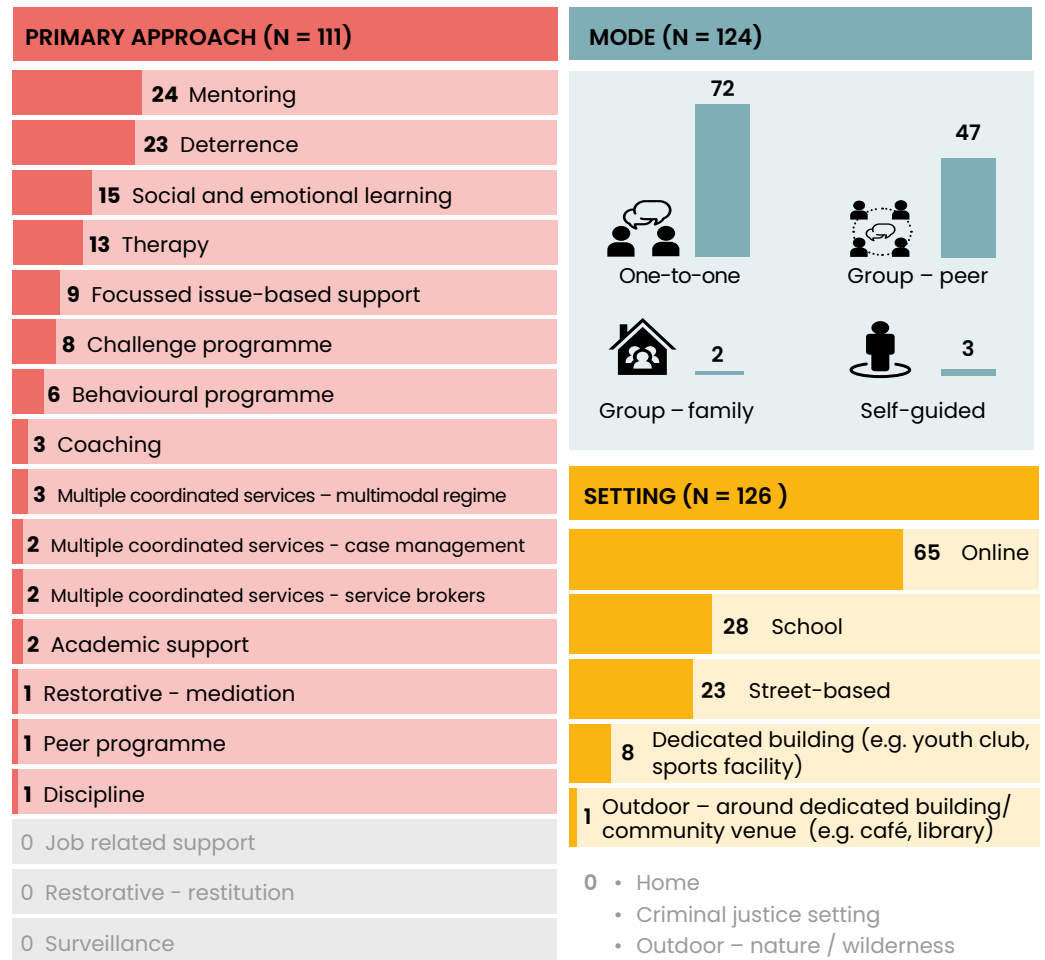 PRIMARY APPROACH (N = 111)
24 Mentoring
23 Deterrence
15 Social and emotional learning
13 Therapy
9 Focussed issue-based support
8 Challenge programme
6 Behavioural programme
3 Coaching
3 Multiple coordinated services – multimodal regime
2 Multiple coordinated services - case management
2 Multiple coordinated services - service brokers
2 Academic support
1 Restorative - mediation
1 Peer programme
1 Discipline
0 Job related support
0 Restorative - restitution
0 Surveillance
MODE (N = 124)
72
47
One-to-one
Group – peer
2
3
Group – family
Self-guided
SETTING (N = 126 )
65 Online
28 School
23 Street-based
8 Dedicated building (e.g. youth club,
sports facility)
1 Outdoor – around dedicated building/
community venue (e.g. café, library)
0 • Home
• Criminal justice setting
• Outdoor – nature / wilderness